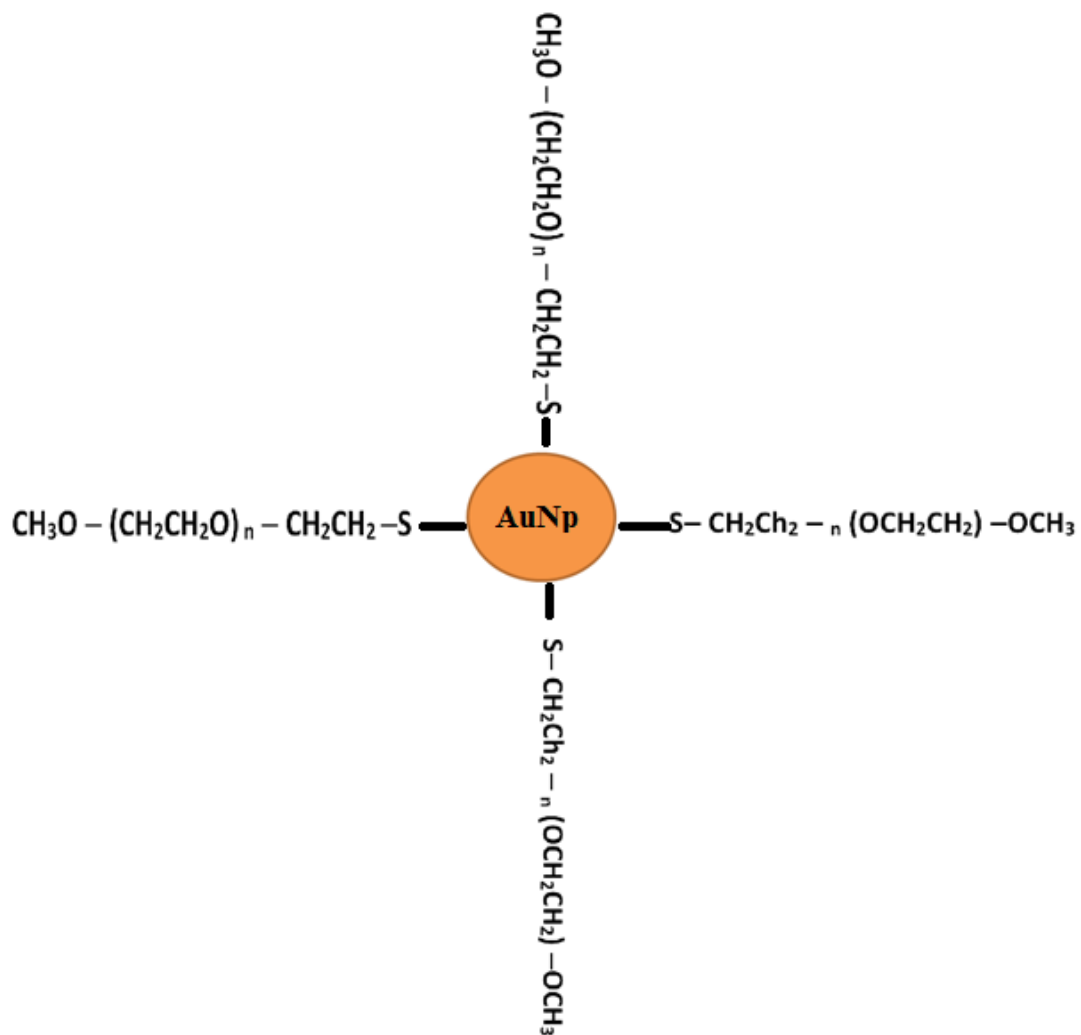 CH₃O – (CH₂CH₂O)ₙ – CH₂CH₂ –S
AuNp
CH₃O – (CH₂CH₂O)ₙ – CH₂CH₂ –S
S– CH₂Ch₂ – ₙ (OCH₂CH₂) –OCH₃
S– CH₂Ch₂ – ₙ (OCH₂CH₂) –OCH₃